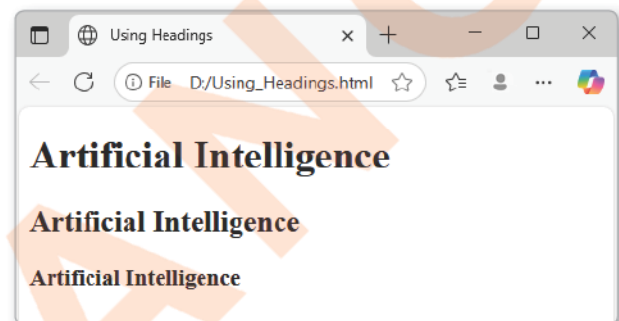 Using Headings
File D:/Using_Headings.html
Artificial Intelligence
Artificial Intelligence
Artificial Intelligence